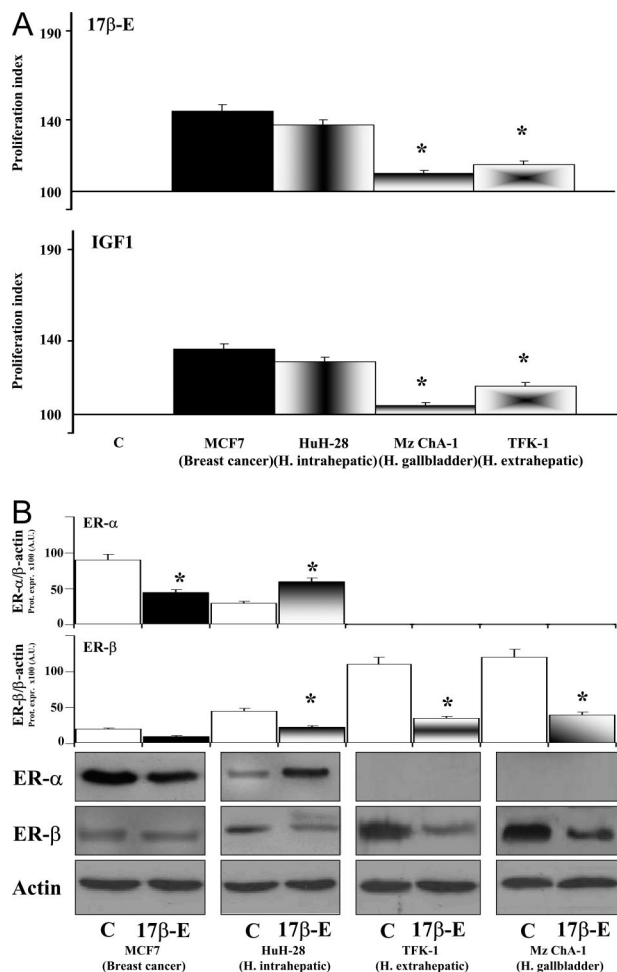 A
17β-E
Proliferation index
190
140
100
*
*
IGF1
Proliferation index
190
140
100
*
*
C MCF7 HuH-28 Mz ChA-1 TFK-1
(Breast cancer) (H. intrahepatic) (H. gallbladder) (H. extrahepatic)
B
ER-α
ER-α/β-actin
Prot. expr. x100 (A.U.)
100
50
0
*
*
ER-β
ER-β/β-actin
Prot. expr. x100 (A.U.)
100
50
0
*
*
*
ER-α
ER-β
Actin
C 17β-E C 17β-E C 17β-E C 17β-E
MCF7 HuH-28 TFK-1 Mz ChA-1
(Breast cancer) (H. intrahepatic) (H. extrahepatic) (H. gallbladder)